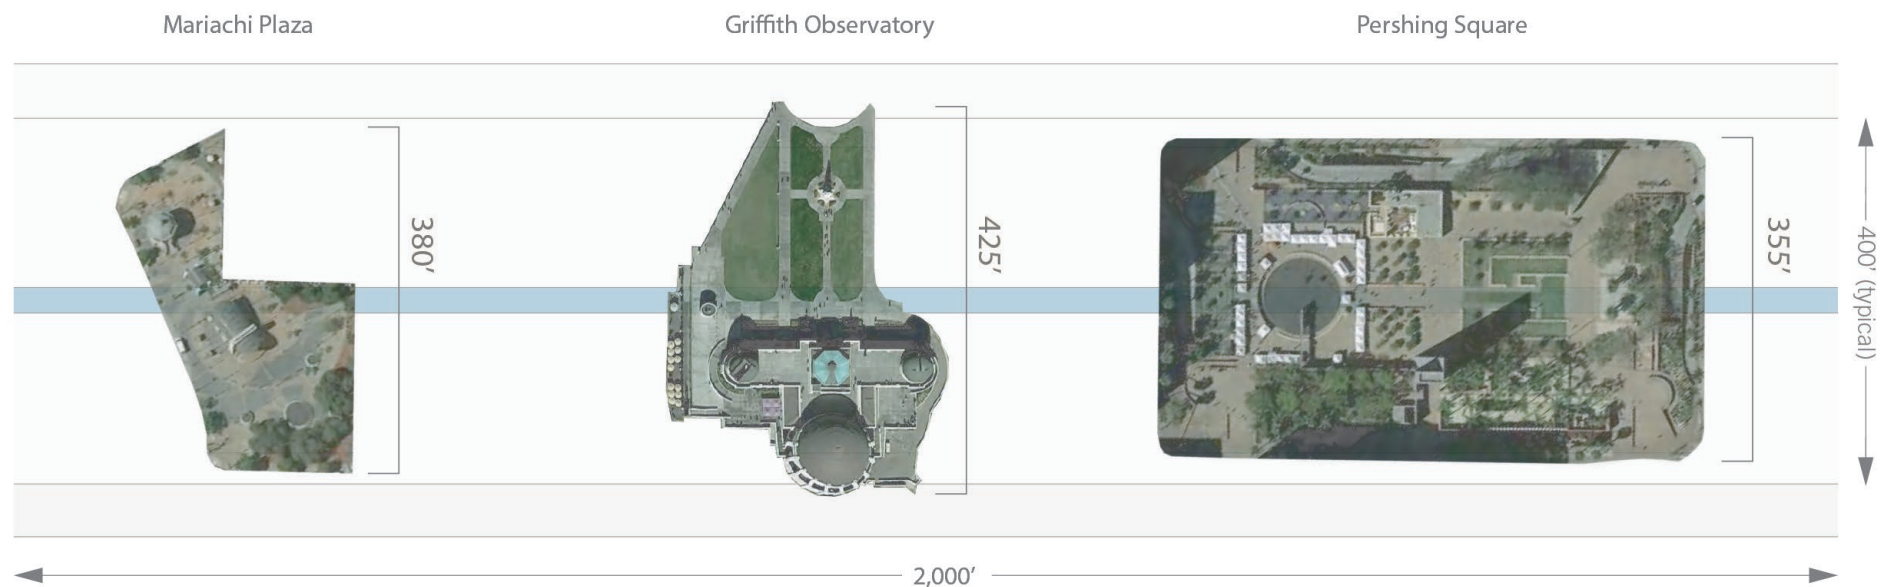 Mariachi Plaza
Griffith Observatory
Pershing Square
380’
425’
355’
400’ (typical)
2,000’